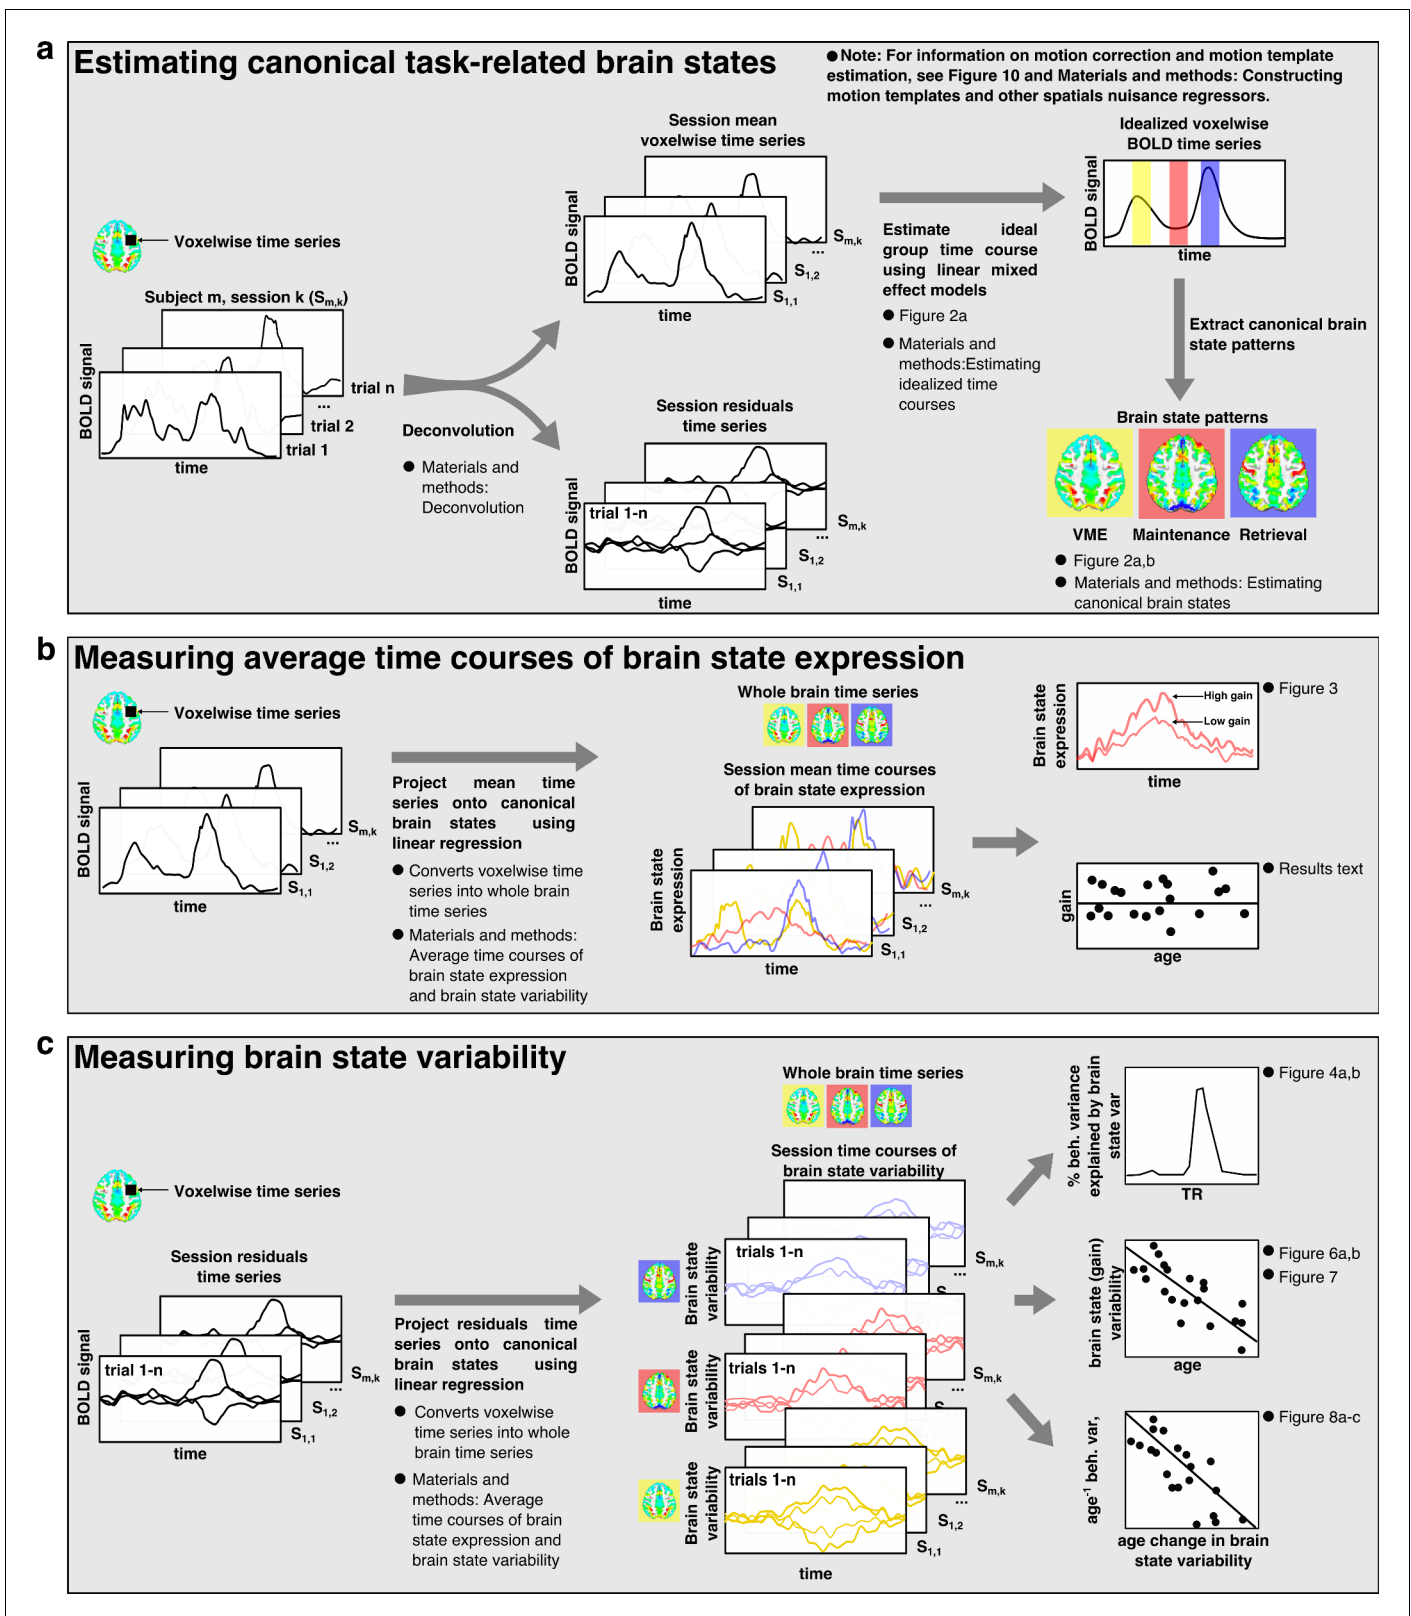 a
Estimating canonical task-related brain states
● Note: For information on motion correction and motion template
estimation, see Figure 10 and Materials and methods: Constructing
motion templates and other spatials nuisance regressors.
Voxelwise time series
Subject m, session k (Sm,k)
BOLD signal
time
trial 1
trial 2
...
trial n
Deconvolution
● Materials and
methods:
Deconvolution
Session mean
voxelwise time series
BOLD signal
time
S1,1
S1,2
...
Sm,k
Session residuals
time series
trial 1-n
BOLD signal
time
S1,1
S1,2
...
Sm,k
Estimate ideal
group time course
using linear mixed
effect models
● Figure 2a
● Materials and
methods:Estimating
idealized time
courses
Idealized voxelwise
BOLD time series
BOLD signal
time
Extract canonical brain
state patterns
Brain state patterns
VME Maintenance Retrieval
● Figure 2a,b
● Materials and methods: Estimating
canonical brain states
b
Measuring average time courses of brain state expression
Voxelwise time series
BOLD signal
time
S1,1
S1,2
...
Sm,k
Project mean time
series onto canonical
brain states using
linear regression
● Converts voxelwise time
series into whole brain
time series
● Materials and methods:
Average time courses of
brain state expression
and brain state variability
Whole brain time series
Session mean time courses
of brain state expression
Brain state
expression
time
S1,1
S1,2
...
Sm,k
Brain state
expression
High gain
Low gain
time
● Figure 3
gain
age
● Results text
c
Measuring brain state variability
Voxelwise time series
Session residuals
time series
trial 1-n
BOLD signal
time
S1,1
S1,2
...
Sm,k
Project residuals time
series onto canonical
brain states using
linear regression
● Converts voxelwise
time series into whole
brain time series
● Materials and
methods: Average
time courses of brain
state expression and
brain state variability
Whole brain time series
Session time courses of
brain state variability
Brain state
variability
trials 1-n
S
...
Sm,k
Brain state
variability
trials 1-n
S
...
Sm,k
Brain state
variability
trials 1-n
S1,1
S1,2
...
Sm,k
time
% beh. variance
explained by brain
state var
TR
● Figure 4a,b
brain state (gain)
variability
age
● Figure 6a,b
● Figure 7
age-1 beh. var,
age change in brain
state variability
● Figure 8a-c